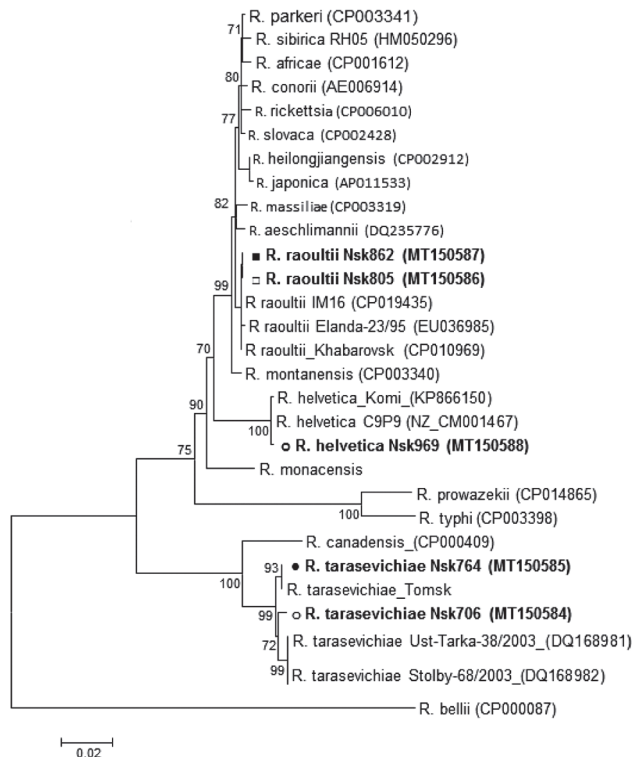 R. parkeri (CP003341)
71
R. sibirica RH05 (HM050296)
R. africae (CP001612)
80
R. conorii (AE006914)
R. rickettsia (CP006010)
77
R. slovaca (CP002428)
R. heilongjiangensis (CP002912)
R. japonica (AP011533)
82
R. massiliae (CP003319)
R. aeschlimannii (DQ235776)
R. raoultii Nsk862 (MT150587)
R. raoultii Nsk805 (MT150586)
99
R raoultii IM16 (CP019435)
R raoultii Elanda-23/95 (EU036985)
R raoultii_Khabarovsk (CP010969)
70
R. montanensis (CP003340)
R. helvetica_Komi_(KP866150)
90
R. helvetica C9P9 (NZ_CM001467)
100
R. helvetica Nsk969 (MT150588)
75
R. monacensis
R. prowazekii (CP014865)
100
R. typhi (CP003398)
R. canadensis_(CP000409)
93
R. tarasevichiae Nsk764 (MT150585)
100
R. tarasevichiae_Tomsk
99
R. tarasevichiae Nsk706 (MT150584)
72
R. tarasevichiae Ust-Tarka-38/2003_(DQ168981)
99
R. tarasevichiae Stolby-68/2003_(DQ168982)
R. bellii (CP000087)
0.02